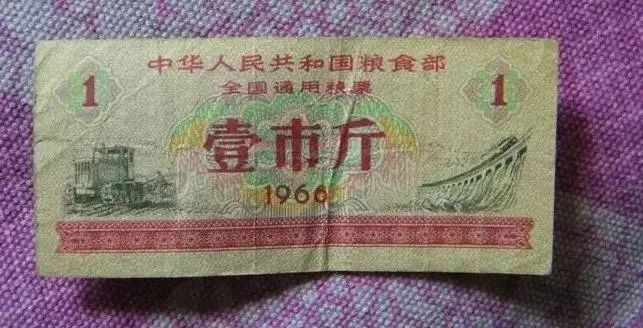 中华人民共和国粮食部
全国通用粮票
1 壹市斤 1
1966